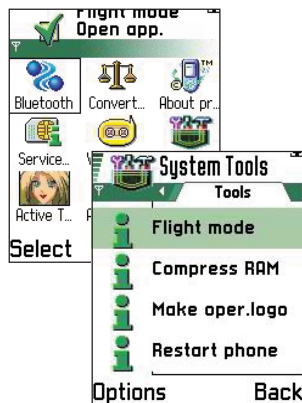 Flight mode
Open app.
Bluetooth
Convert...
About pr...
TM
Service...
Active T...
Select
System Tools
Tools
Flight mode
Compress RAM
Make oper.logo
Restart phone
Options
Back